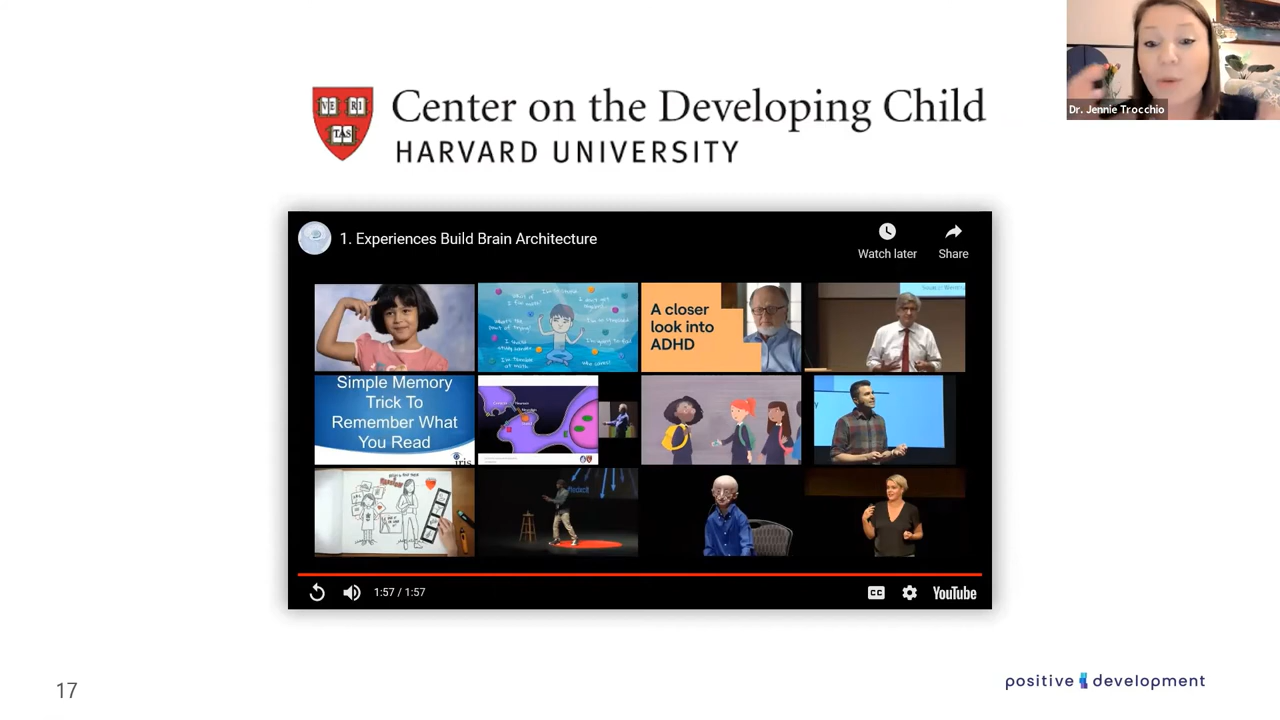 Center on the Developing Child
HARVARD UNIVERSITY
VE RI
TAS
Dr. Jennie Trocchio
1. Experiences Build Brain Architecture
Watch later
Share
A closer
look into
ADHD
Simple Memory
Trick To
Remember What
You Read
iris
1:57 / 1:57
CC
YouTube
17
positive development